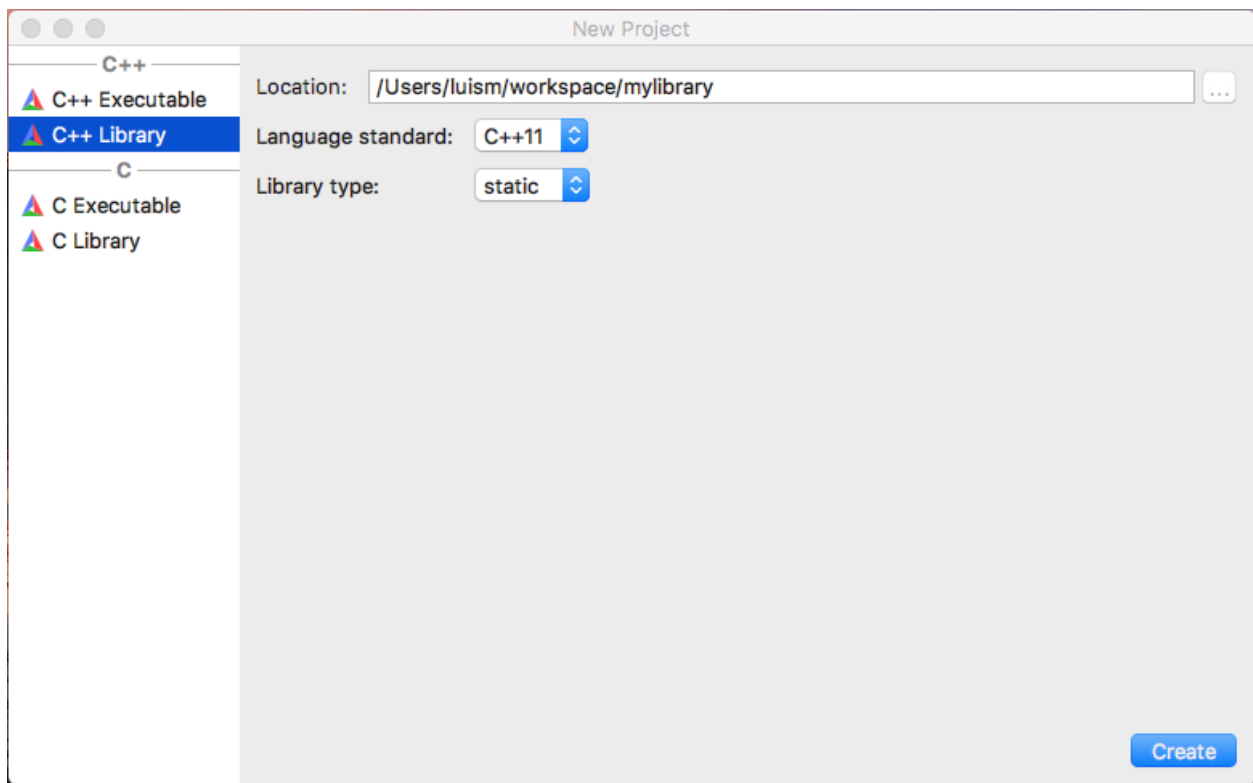 New Project
C++
C++ Executable
C++ Library
C
C Executable
C Library
Location: /Users/luism/workspace/mylibrary ...
Language standard: C++11
Library type: static
Create